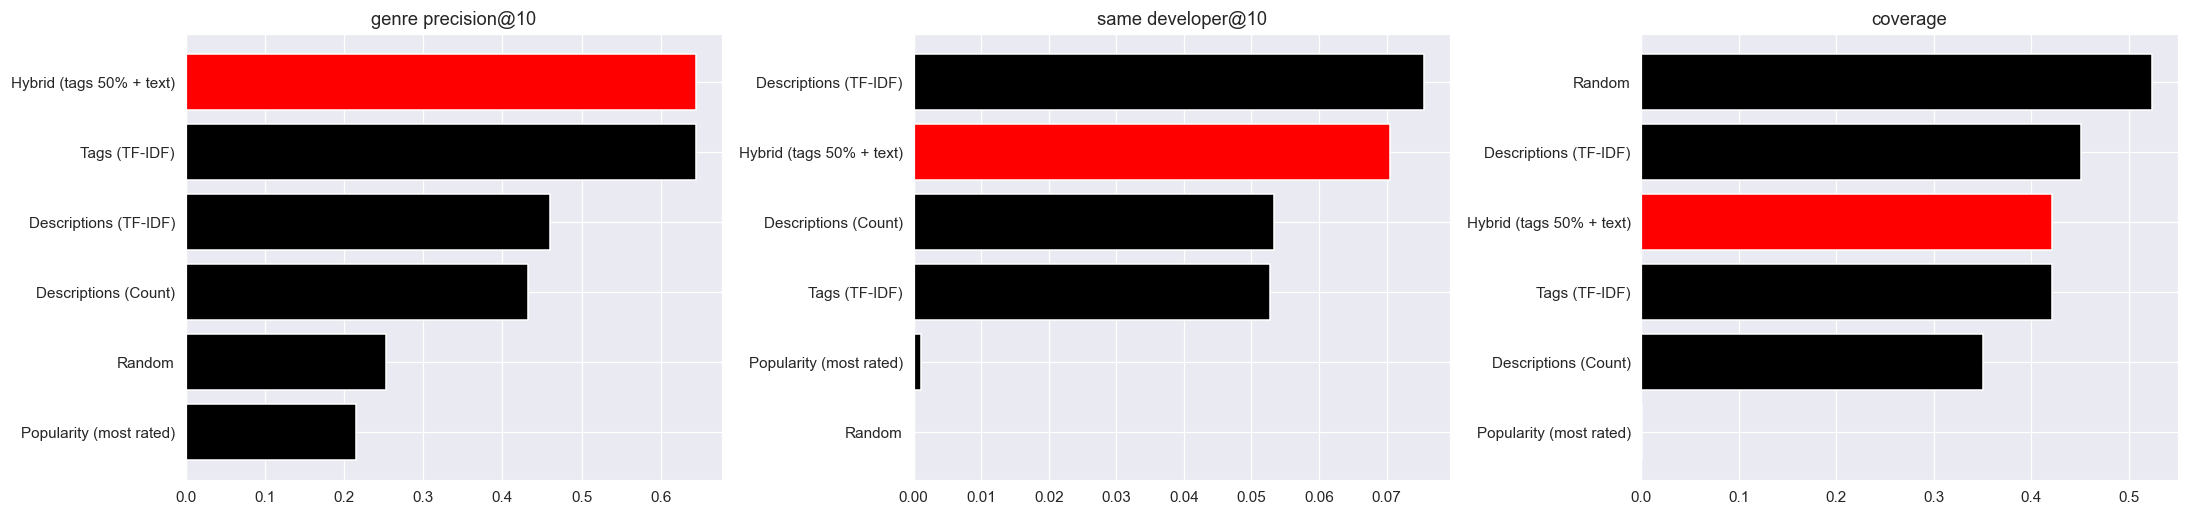 genre precision@10
Hybrid (tags 50% + text)
Tags (TF-IDF)
Descriptions (TF-IDF)
Descriptions (Count)
Random
Popularity (most rated)
0.0 0.1 0.2 0.3 0.4 0.5 0.6
same developer@10
Descriptions (TF-IDF)
Hybrid (tags 50% + text)
Descriptions (Count)
Tags (TF-IDF)
Popularity (most rated)
Random
0.00 0.01 0.02 0.03 0.04 0.05 0.06 0.07
coverage
Random
Descriptions (TF-IDF)
Hybrid (tags 50% + text)
Tags (TF-IDF)
Descriptions (Count)
Popularity (most rated)
0.0 0.1 0.2 0.3 0.4 0.5